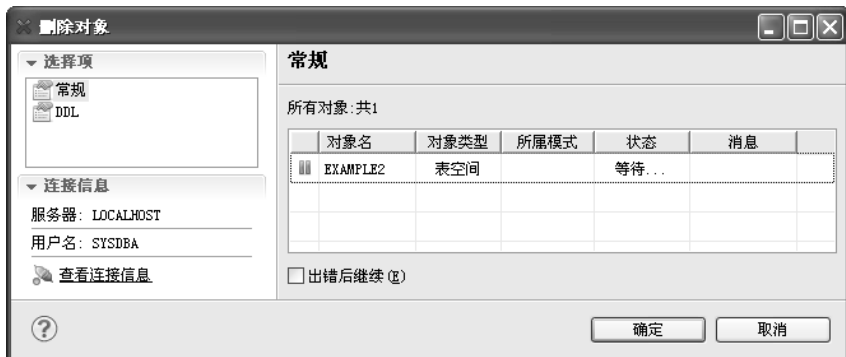 删除对象
选择项
常规
DDL
连接信息
服务器: LOCALHOST
用户名: SYSDBA
查看连接信息
常规
所有对象:共1
对象名 对象类型 所属模式 状态 消息
EXAMPLE2 表空间 等待...
出错后继续(E)
确定 取消